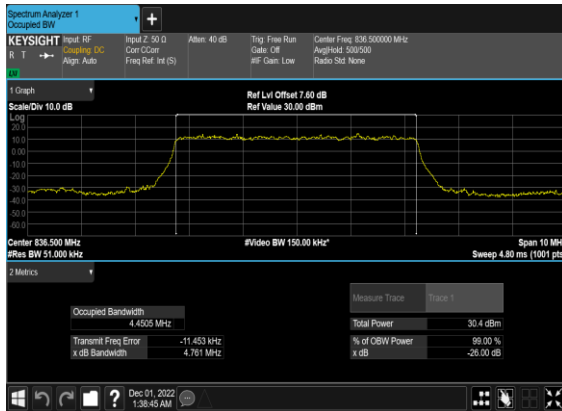 Spectrum Analyzer 1
Occupied BW
+
KEYSIGHT
R T
Input: RF
Coupling: DC
Align: Auto
Input Z: 50 Ω
Corr CCorr
Freq Ref: Int (S)
Atten: 40 dB
Trig: Free Run
Gate: Off
#IF Gain: Low
Center Freq: 836.500000 MHz
Avg|Hold: 500/500
Radio Std: None
1 Graph
Scale/Div 10.0 dB
Ref Lvl Offset 7.60 dB
Ref Value 30.00 dBm
Log
20.0
10.0
0.00
-10.0
-20.0
-30.0
-40.0
-50.0
-60.0
Center 836.500 MHz
#Res BW 51.000 kHz
#Video BW 150.00 kHz*
Span 10 MH
Sweep 4.80 ms (1001 pts
2 Metrics
Measure Trace
Trace 1
Occupied Bandwidth
4.4505 MHz
Total Power
30.4 dBm
Transmit Freq Error
-11.453 kHz
% of OBW Power
99.00 %
x dB Bandwidth
4.761 MHz
x dB
-26.00 dB
?
Dec 01, 2022
1:38:45 AM